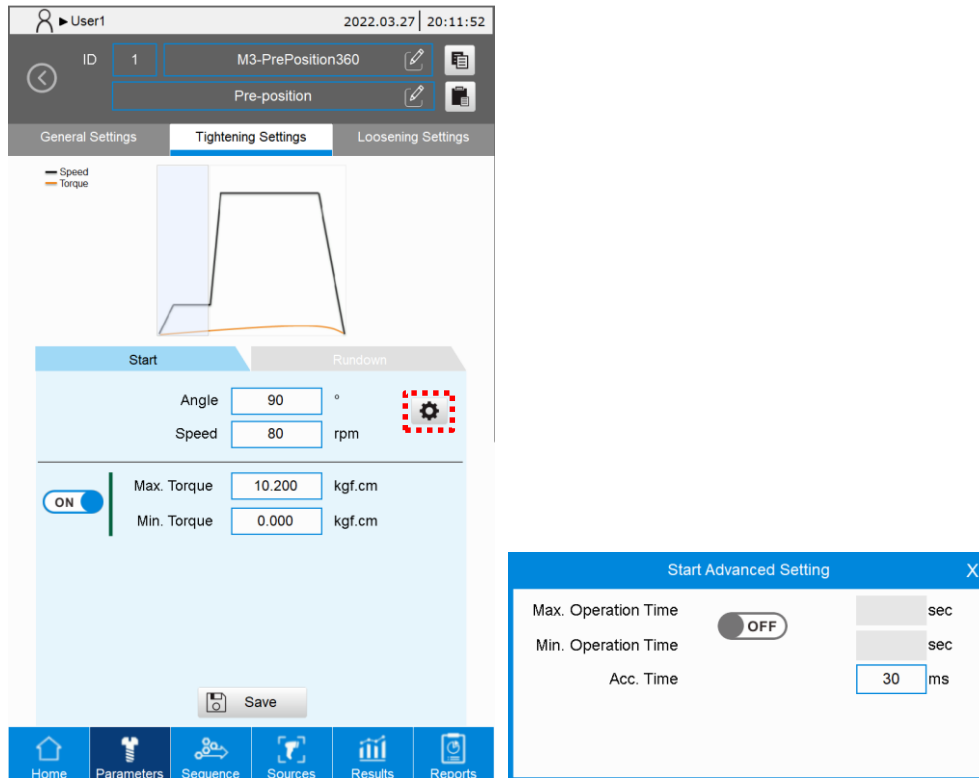 ►User1 2022.03.27 20:11:52
ID 1 M3-PrePosition360
Pre-position
General Settings Tightening Settings Loosening Settings
Speed
Torque
Start Rundown
Angle 90 °
Speed 80 rpm
ON Max. Torque 10.200 kgf.cm
Min. Torque 0.000 kgf.cm
Save
Home Parameters Sequence Sources Results Reports
Start Advanced Setting X
Max. Operation Time OFF sec
Min. Operation Time sec
Acc. Time 30 ms